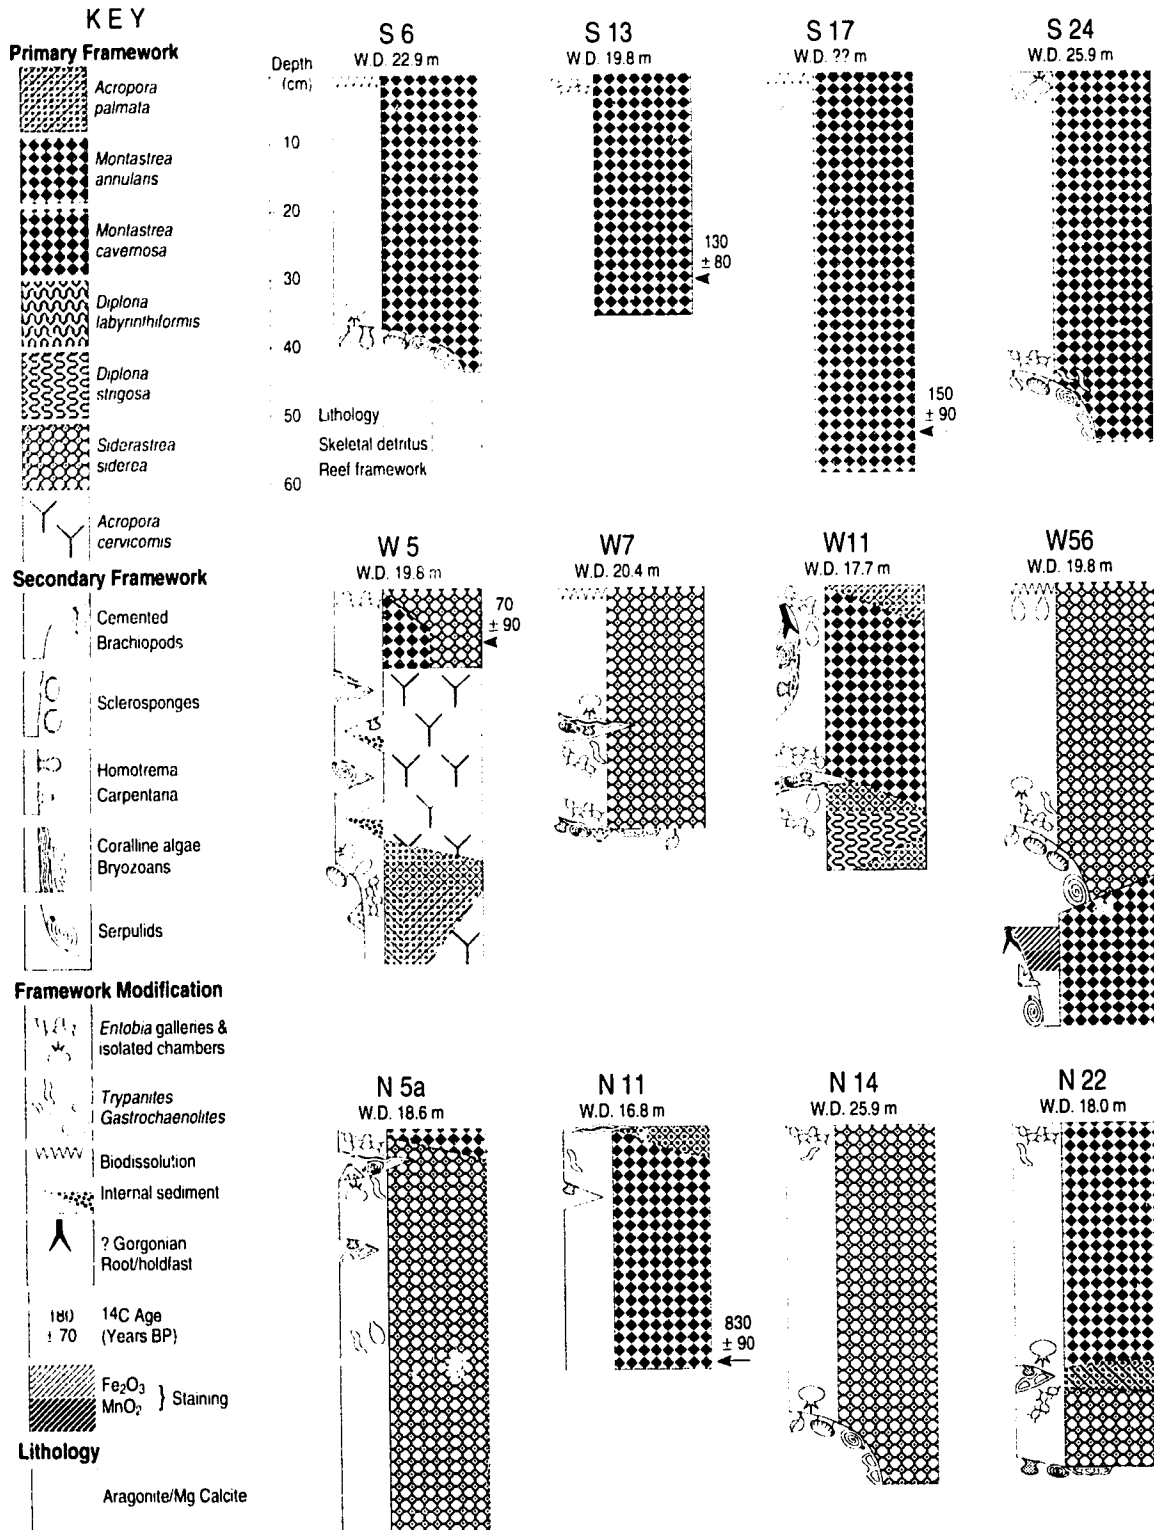 KEY
Primary Framework
Acropora
palmata
Montastrea
annularis
Montastrea
cavernosa
Diploria
labyrinthiformis
Diploria
strigosa
Siderastrea
siderea
Acropora
cervicornis
Secondary Framework
Cemented
Brachiopods
Sclerosponges
Homotrema
Carpentaria
Coralline algae
Bryozoans
Serpulids
Framework Modification
Entobia galleries &
isolated chambers
Trypanites
Gastrochaenolites
Biodissolution
Internal sediment
? Gorgonian
Root/holdfast
180
± 70
14C Age
(Years BP)
Fe2O3
MnO2 } Staining
Lithology
Aragonite/Mg Calcite
Depth
(cm)
10
20
30
40
50
60
Lithology
Skeletal detritus
Reef framework
S 6
W.D. 22.9 m
S 13
W.D. 19.8 m
130
± 80
S 17
W.D. ?? m
150
± 90
S 24
W.D. 25.9 m
W 5
W.D. 19.8 m
70
± 90
W7
W.D. 20.4 m
W11
W.D. 17.7 m
W56
W.D. 19.8 m
N 5a
W.D. 18.6 m
N 11
W.D. 16.8 m
830
± 90
N 14
W.D. 25.9 m
N 22
W.D. 18.0 m